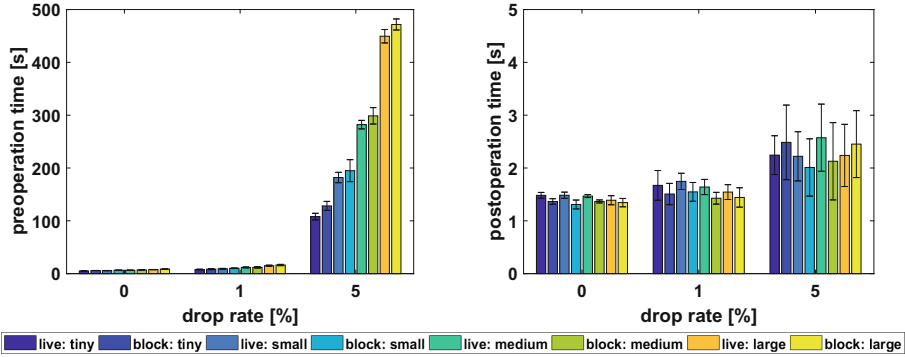 500
400
300
200
100
0
preoperation time [s]
0 1 5
drop rate [%]
5
4
3
2
1
0
postoperation time [s]
0 1 5
drop rate [%]
live: tiny block: tiny live: small block: small live: medium block: medium live: large block: large